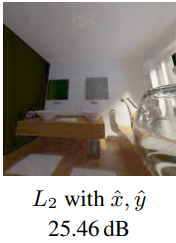 L₂ with x̂, ŷ
25.46 dB